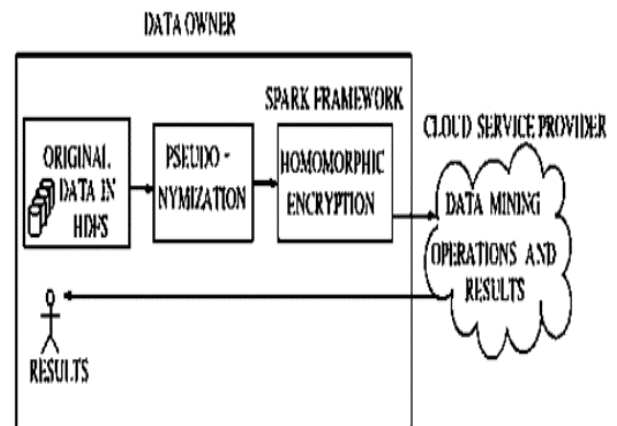 DATA OWNER
SPARK FRAMEWORK
CLOUD SERVICE PROVIDER
ORIGINAL
DATA IN
HDFS
PSEUDO -
NYMIZATION
HOMOMORPHIC
ENCRYPTION
DATA MINING
OPERATIONS AND
RESULTS
RESULTS